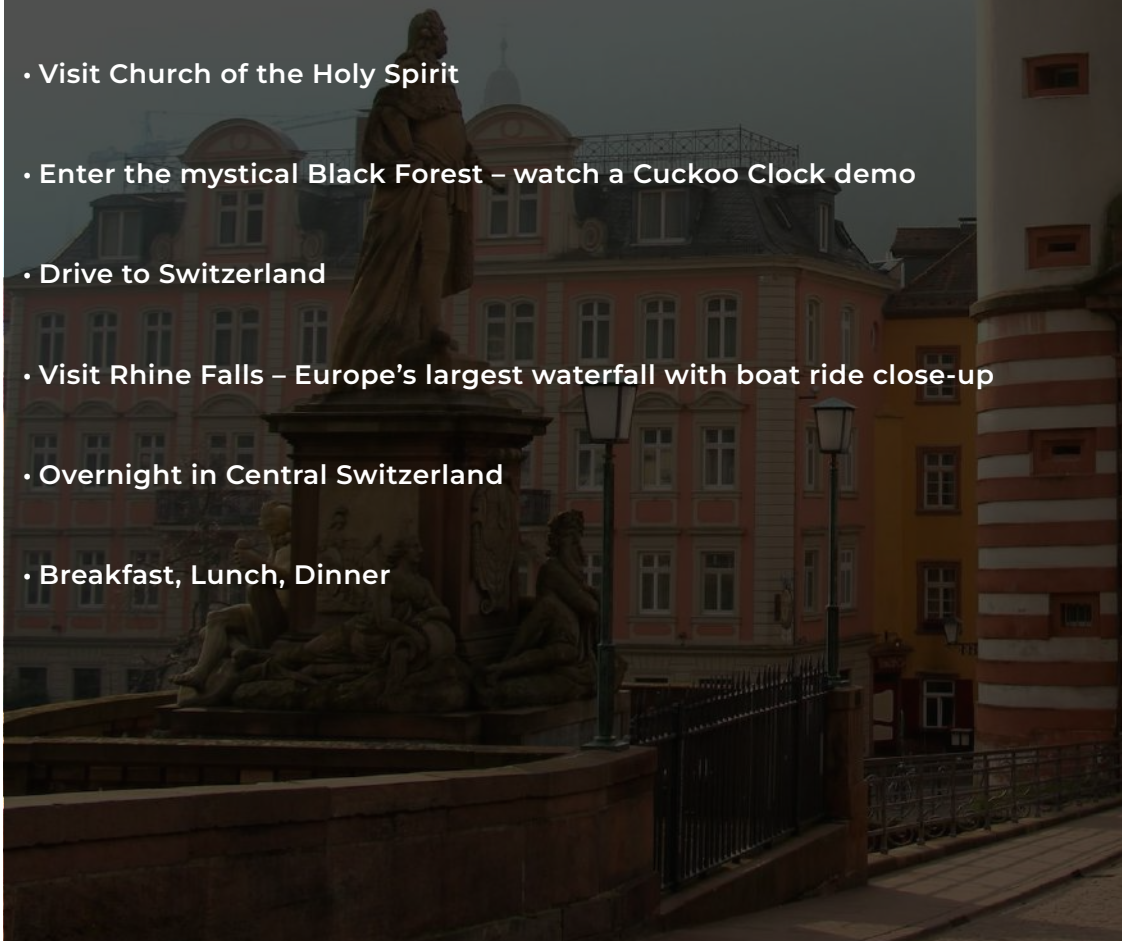 • Visit Church of the Holy Spirit
• Enter the mystical Black Forest – watch a Cuckoo Clock demo
• Drive to Switzerland
• Visit Rhine Falls – Europe’s largest waterfall with boat ride close-up
• Overnight in Central Switzerland
• Breakfast, Lunch, Dinner